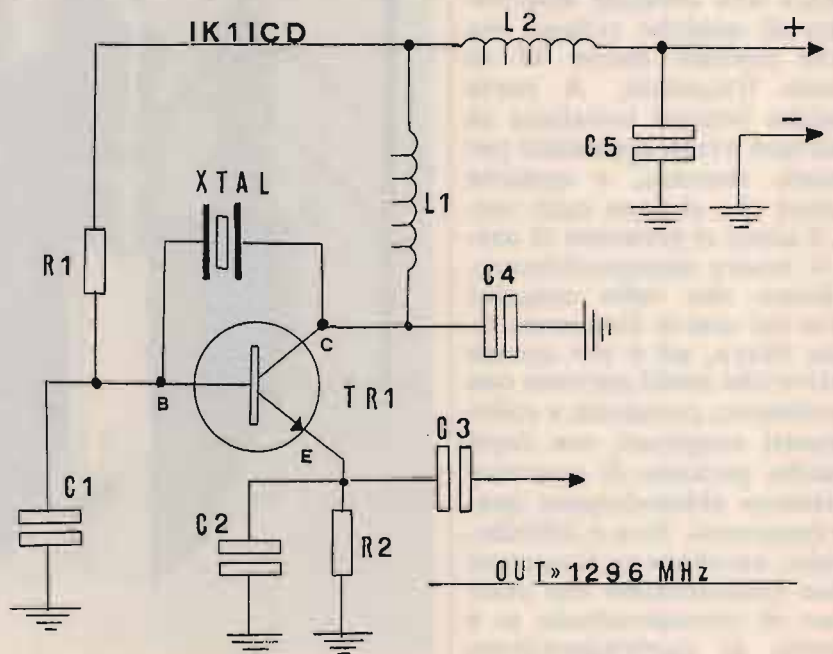 IK1ICD
L2
+
-
C5
XTAL
L1
R1
C4
C
B
TR1
E
C3
C1
C2
R2
OUT» 1296 MHz